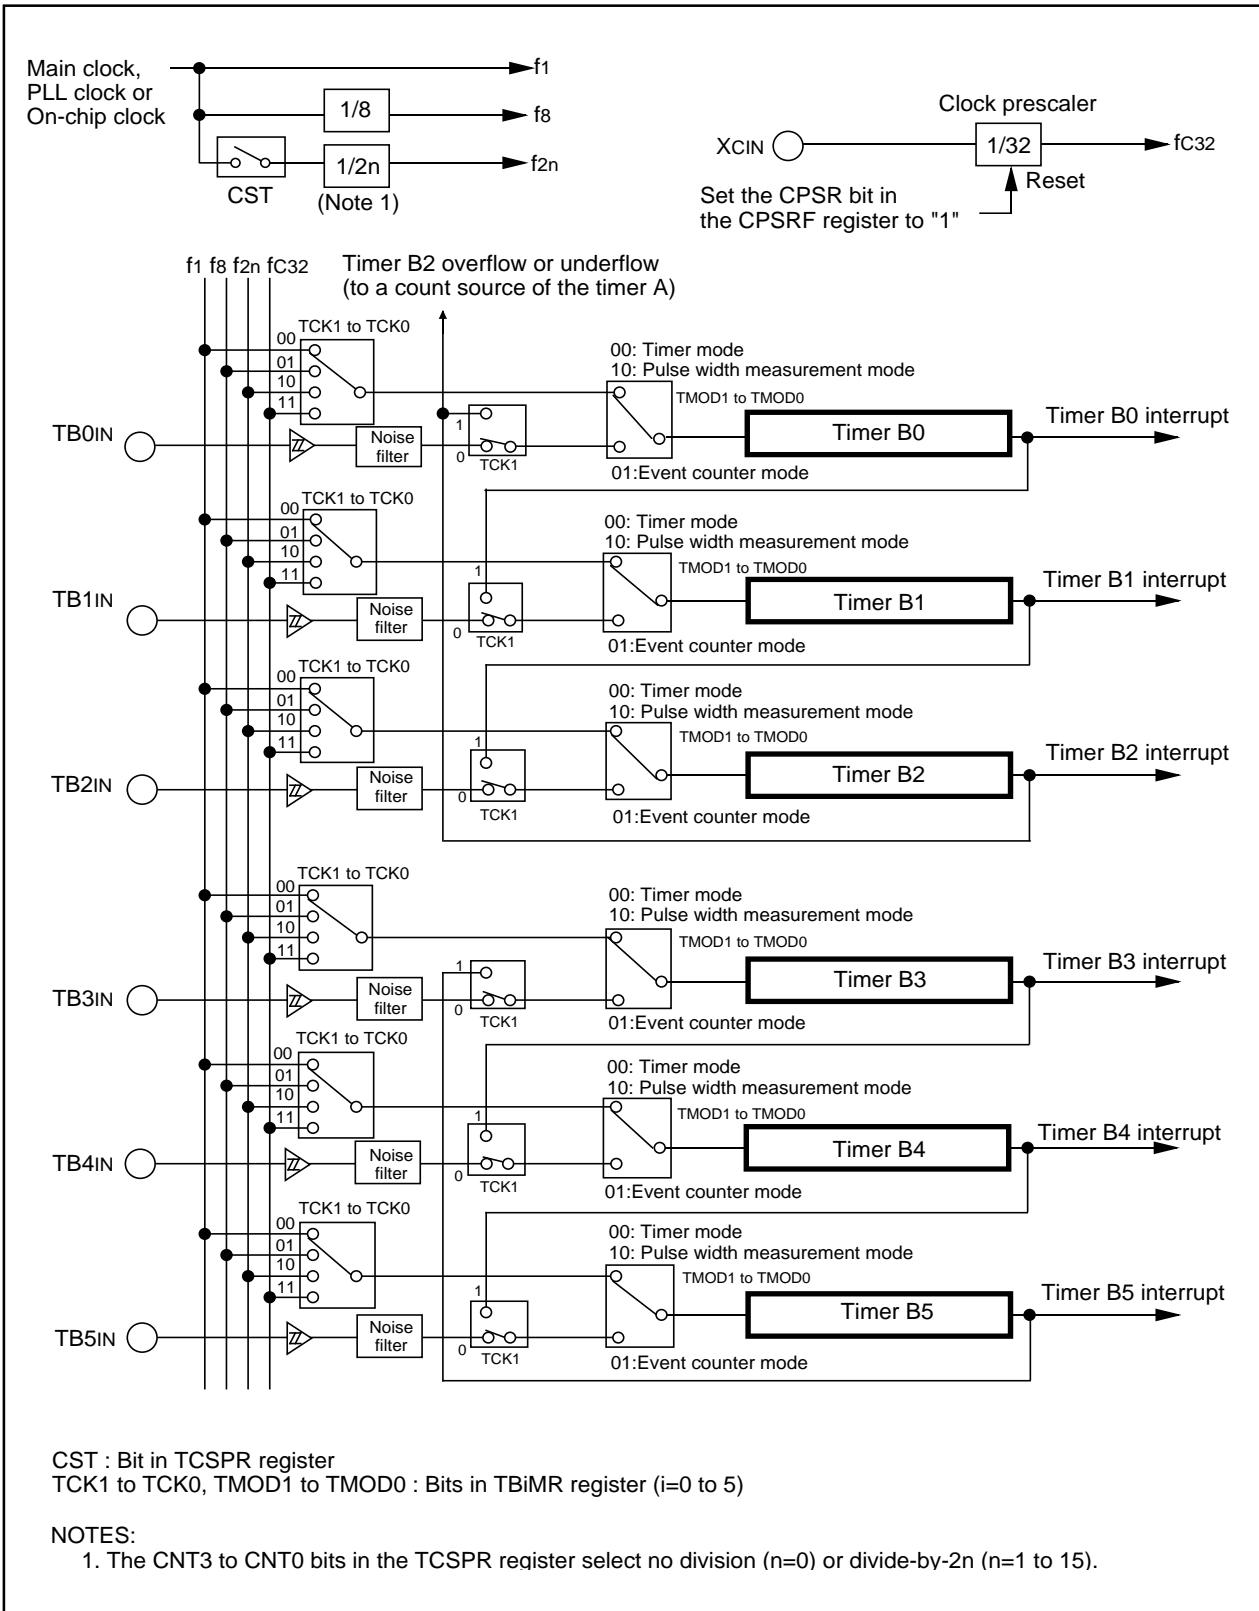 Main clock,
PLL clock or
On-chip clock
f1
1/8
f8
CST
1/2n
(Note 1)
f2n
Clock prescaler
XCIN
1/32
fC32
Reset
Set the CPSR bit in
the CPSRF register to "1"
f1 f8 f2n fC32
Timer B2 overflow or underflow
(to a count source of the timer A)
TCK1 to TCK0
00
01
10
11
TB0IN
Noise
filter
1
0
TCK1
00: Timer mode
10: Pulse width measurement mode
TMOD1 to TMOD0
01:Event counter mode
Timer B0
Timer B0 interrupt
TCK1 to TCK0
00
01
10
11
TB1IN
Noise
filter
1
0
TCK1
00: Timer mode
10: Pulse width measurement mode
TMOD1 to TMOD0
01:Event counter mode
Timer B1
Timer B1 interrupt
TCK1 to TCK0
00
01
10
11
TB2IN
Noise
filter
1
0
TCK1
00: Timer mode
10: Pulse width measurement mode
TMOD1 to TMOD0
01:Event counter mode
Timer B2
Timer B2 interrupt
TCK1 to TCK0
00
01
10
11
TB3IN
Noise
filter
1
0
TCK1
00: Timer mode
10: Pulse width measurement mode
TMOD1 to TMOD0
01:Event counter mode
Timer B3
Timer B3 interrupt
TCK1 to TCK0
00
01
10
11
TB4IN
Noise
filter
1
0
TCK1
00: Timer mode
10: Pulse width measurement mode
TMOD1 to TMOD0
01:Event counter mode
Timer B4
Timer B4 interrupt
TCK1 to TCK0
00
01
10
11
TB5IN
Noise
filter
1
0
TCK1
00: Timer mode
10: Pulse width measurement mode
TMOD1 to TMOD0
01:Event counter mode
Timer B5
Timer B5 interrupt
CST : Bit in TCSPR register
TCK1 to TCK0, TMOD1 to TMOD0 : Bits in TBiMR register (i=0 to 5)
NOTES:
1. The CNT3 to CNT0 bits in the TCSPR register select no division (n=0) or divide-by-2n (n=1 to 15).